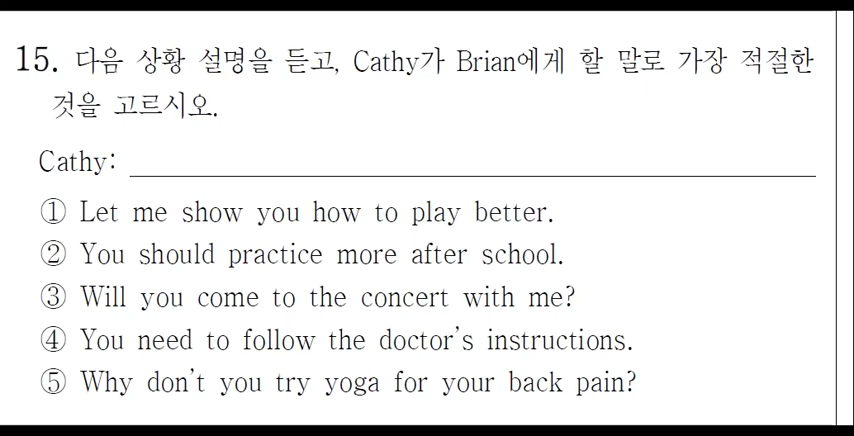 15. 다음 상황 설명을 듣고, Cathy가 Brian에게 할 말로 가장 적절한
것을 고르시오.
Cathy:
① Let me show you how to play better.
② You should practice more after school.
③ Will you come to the concert with me?
④ You need to follow the doctor's instructions.
⑤ Why don't you try yoga for your back pain?